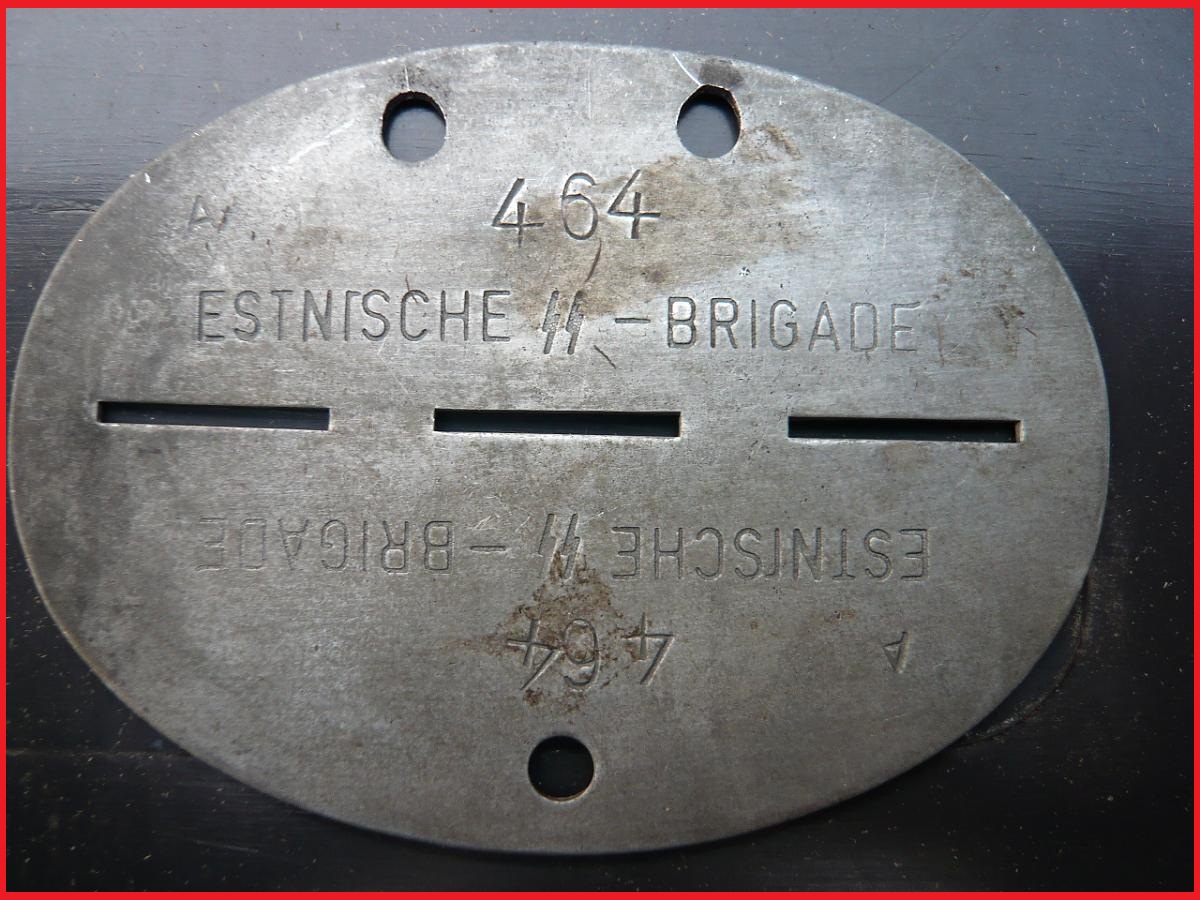 A 464
ESTNISCHE ᛋᛋ - BRIGADE
ESTNISCHE ᛋᛋ - BRIGADE
A 464